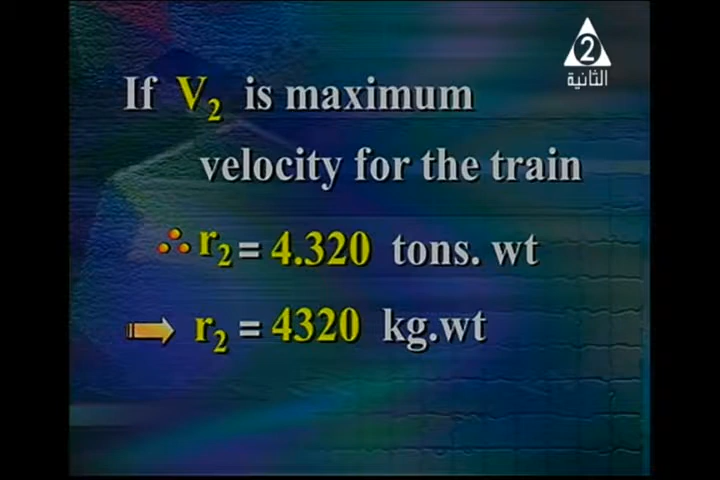 2
الثانية
If V₂ is maximum
velocity for the train
∴ r₂ = 4.320 tons. wt
r₂ = 4320 kg.wt